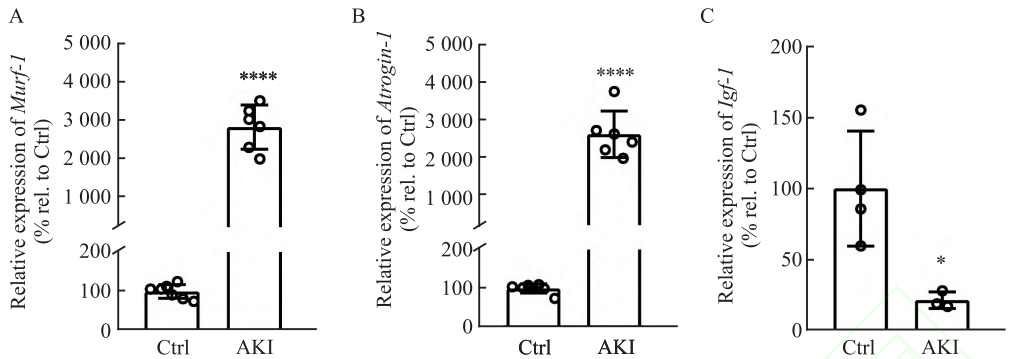 A
Relative expression of Murf-1
(% rel. to Ctrl)
5 000
4 000
3 000
2 000
1 000
200
100
0
****
Ctrl
AKI
B
Relative expression of Atrogin-1
(% rel. to Ctrl)
5 000
4 000
3 000
2 000
1 000
200
100
0
****
Ctrl
AKI
C
Relative expression of Igf-1
(% rel. to Ctrl)
200
150
100
50
0
*
Ctrl
AKI